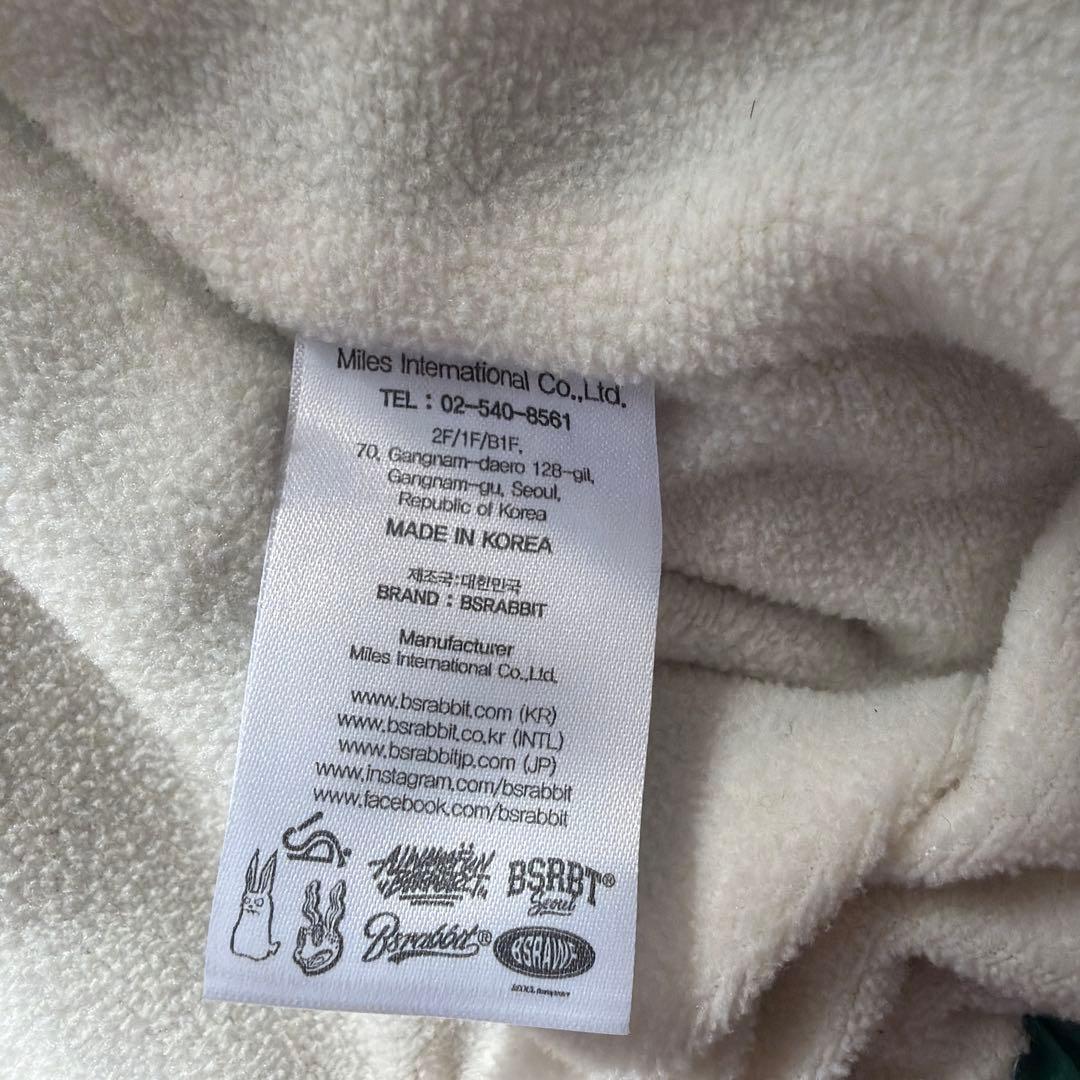 Miles International Co.,Ltd.
TEL : 02-540-8561
2F/1F/B1F,
70, Gangnam-daero 128-gil,
Gangnam-gu, Seoul,
Republic of Korea
MADE IN KOREA
제조국:대한민국
BRAND : BSRABBIT
Manufacturer
Miles International Co.,Ltd.
www.bsrabbit.com (KR)
www.bsrabbit.co.kr (INTL)
www.bsrabbitjp.com (JP)
www.instagram.com/bsrabbit
www.facebook.com/bsrabbit
BSRBT®
Seoul
Bsrabbit®